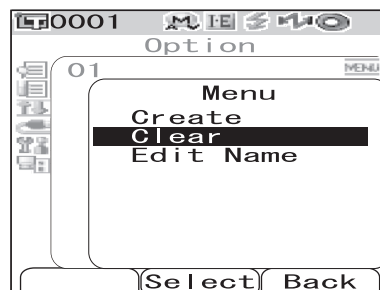 0001 M I·E
Option
01 MENU
Menu
Create
Clear
Edit Name
Select Back